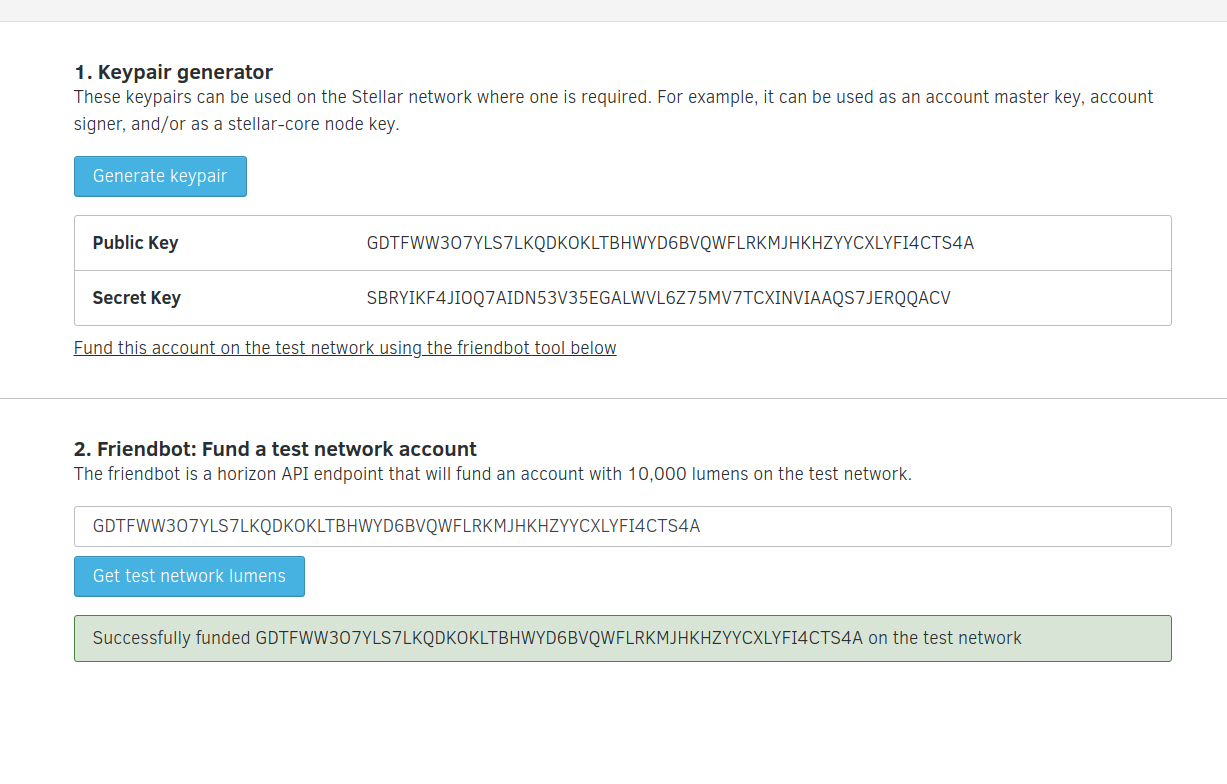 1. Keypair generator
These keypairs can be used on the Stellar network where one is required. For example, it can be used as an account master key, account
signer, and/or as a stellar-core node key.
Generate keypair
Public Key GDTFWW3O7YLS7LKQDKOKLTBHWYD6BVQWFLRKMJHKHZYYCXLYFI4CTS4A
Secret Key SBRYIKF4JIOQ7AIDN53V35EGALWVL6Z75MV7TCXINVIAAQS7JERQQACV
Fund this account on the test network using the friendbot tool below
2. Friendbot: Fund a test network account
The friendbot is a horizon API endpoint that will fund an account with 10,000 lumens on the test network.
GDTFWW3O7YLS7LKQDKOKLTBHWYD6BVQWFLRKMJHKHZYYCXLYFI4CTS4A
Get test network lumens
Successfully funded GDTFWW3O7YLS7LKQDKOKLTBHWYD6BVQWFLRKMJHKHZYYCXLYFI4CTS4A on the test network